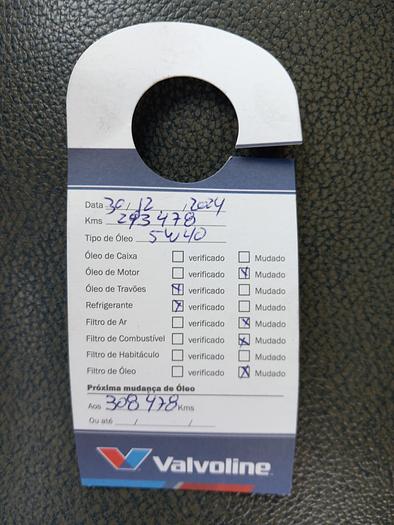 Data 30 / 12 / 2024
Kms 293 478
Tipo de Óleo 5W40
Óleo de Caixa verificado Mudado
Óleo de Motor verificado X Mudado
Óleo de Travões X verificado Mudado
Refrigerante X verificado Mudado
Filtro de Ar verificado X Mudado
Filtro de Combustível verificado X Mudado
Filtro de Habitáculo verificado Mudado
Filtro de Óleo verificado X Mudado
Próxima mudança de Óleo
Aos 308 478 Kms
Ou até / /
Valvoline